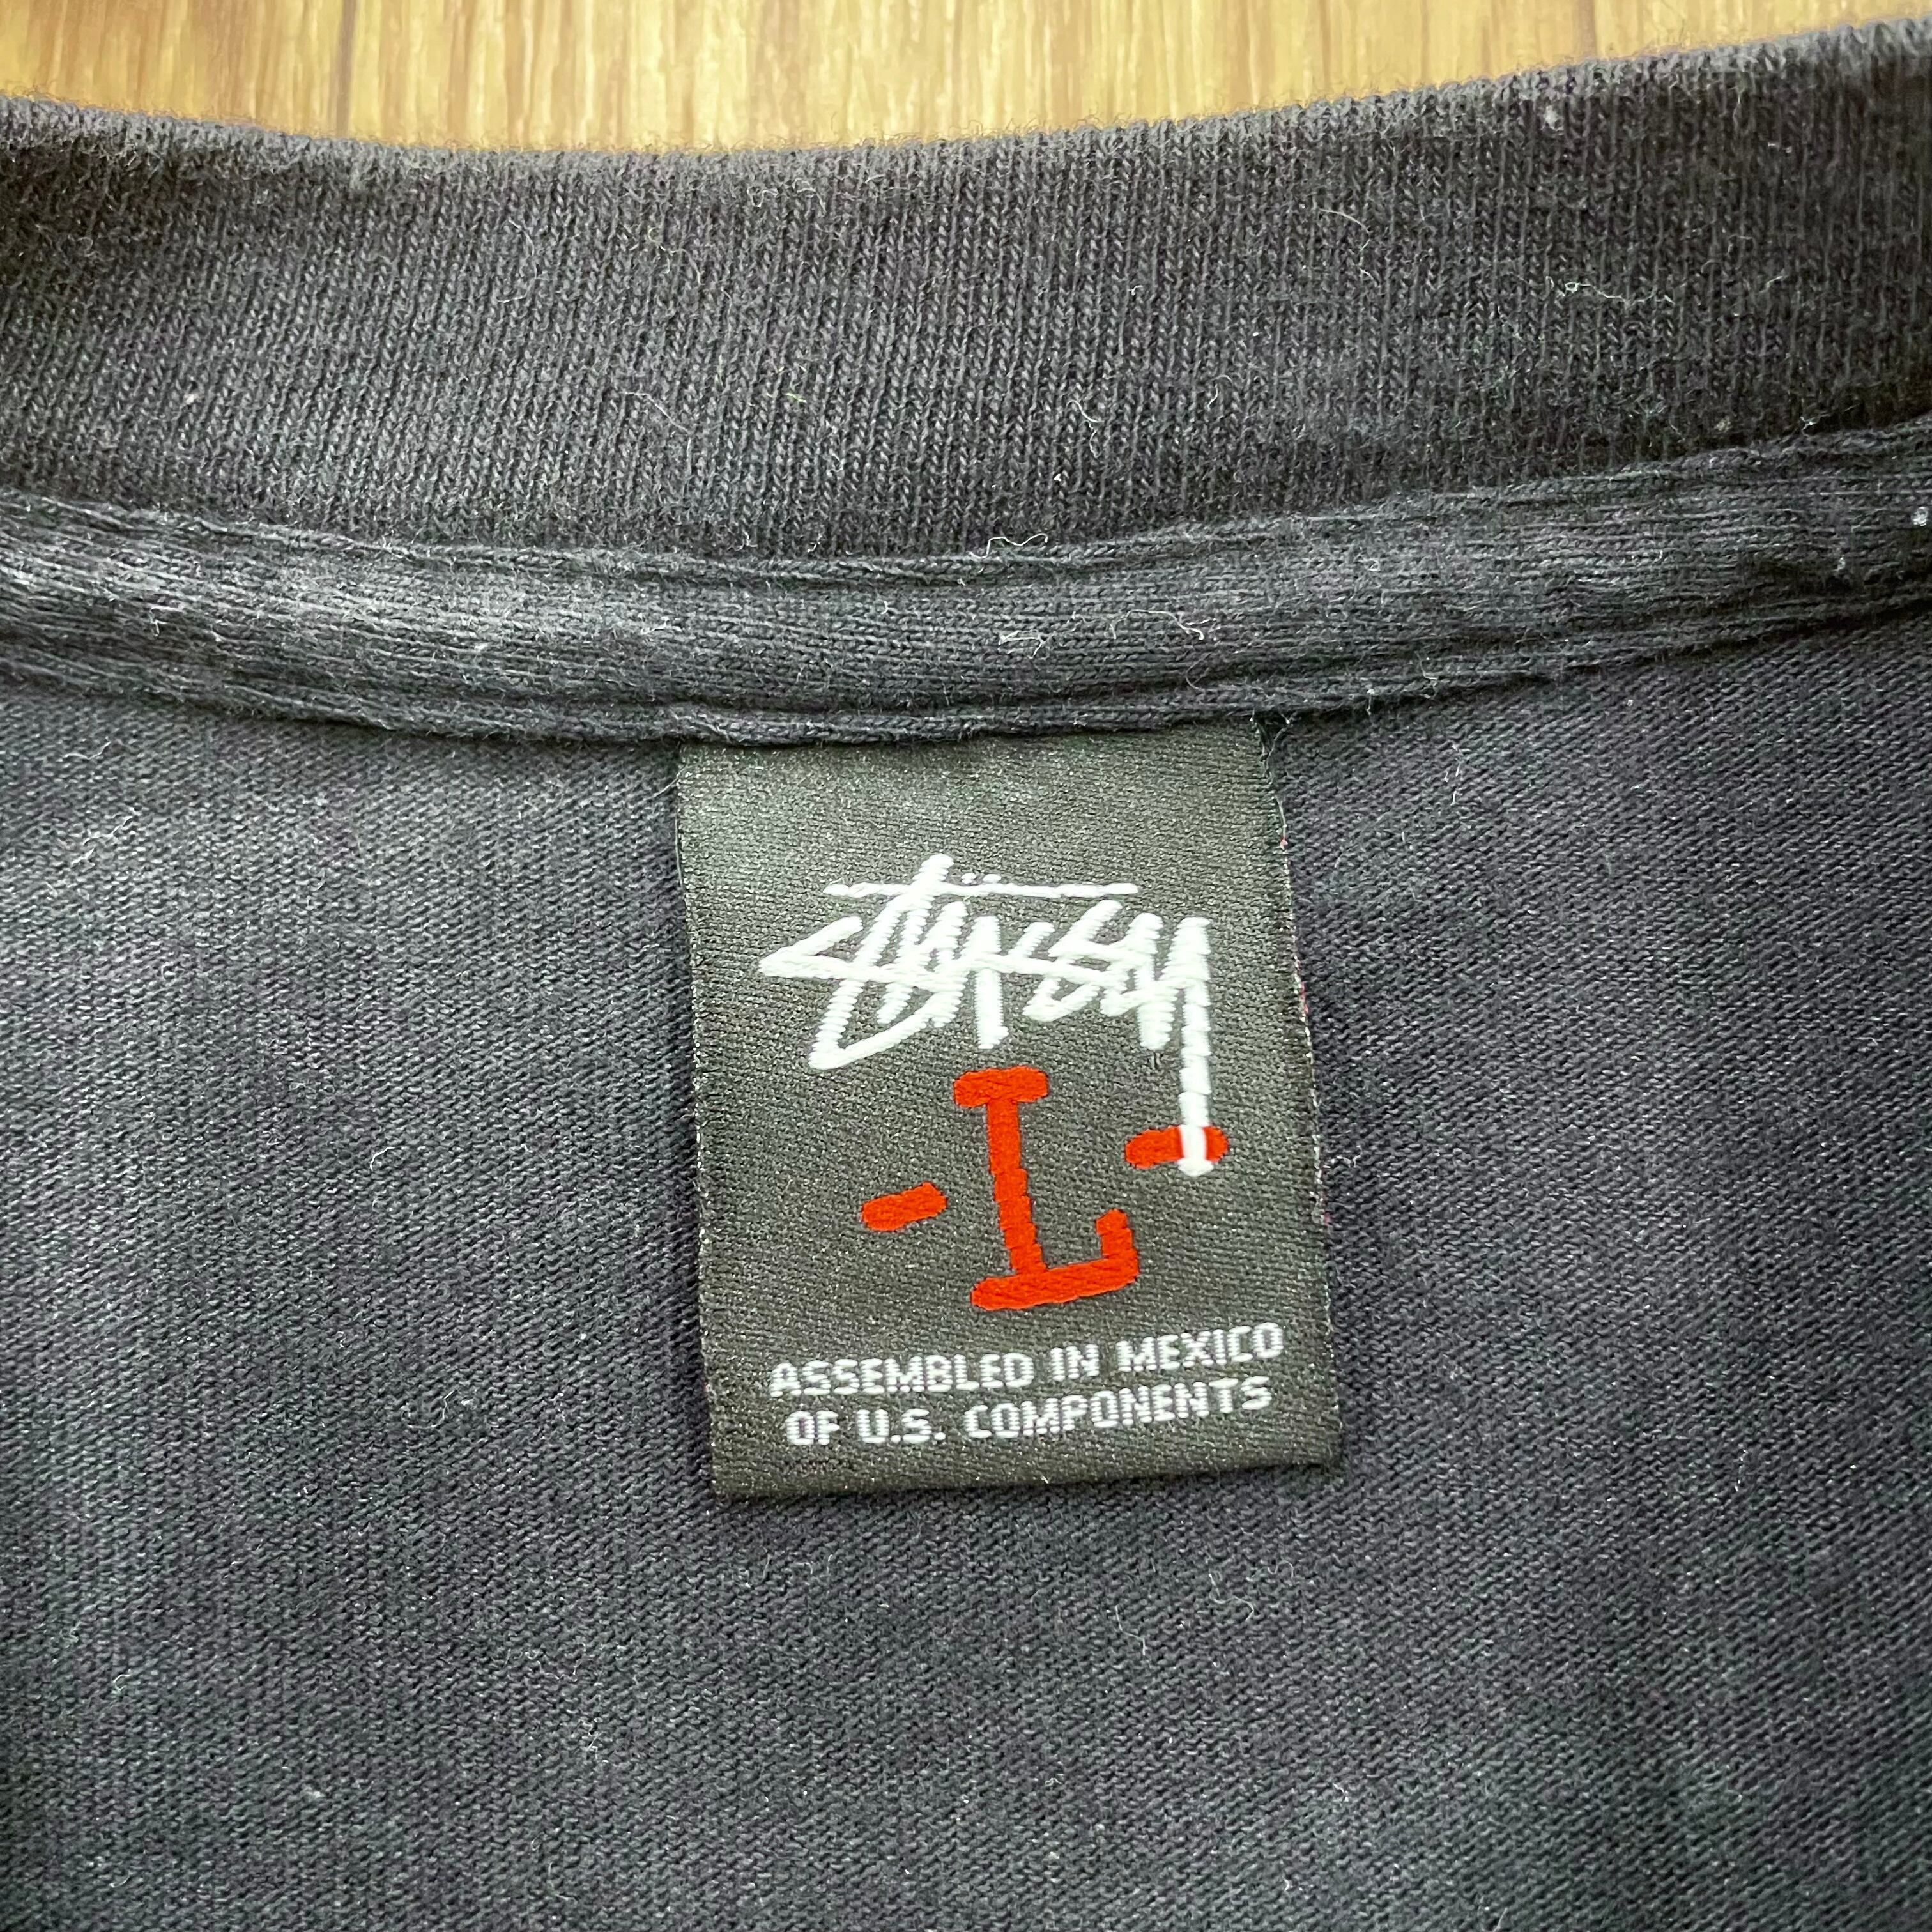 Stüssy
- L -
ASSEMBLED IN MEXICO
OF U.S. COMPONENTS